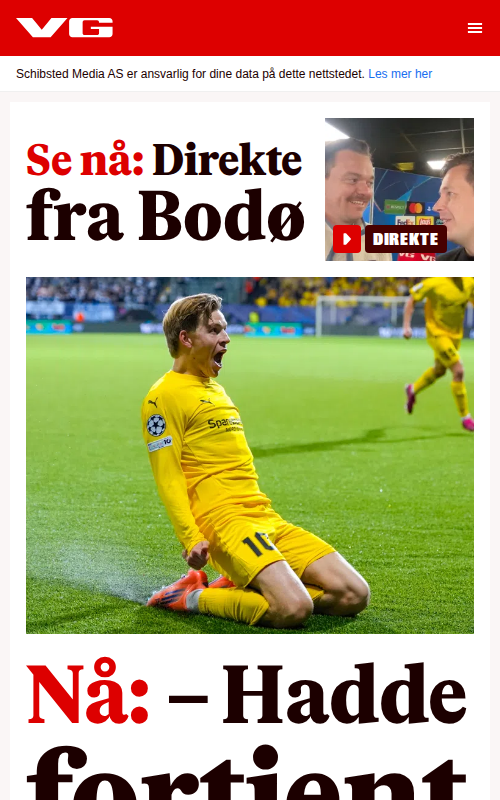 VG
Schibsted Media AS er ansvarlig for dine data på dette nettstedet. Les mer her
Se nå: Direkte
fra Bodø
DIREKTE
Nå: – Hadde
fortjent